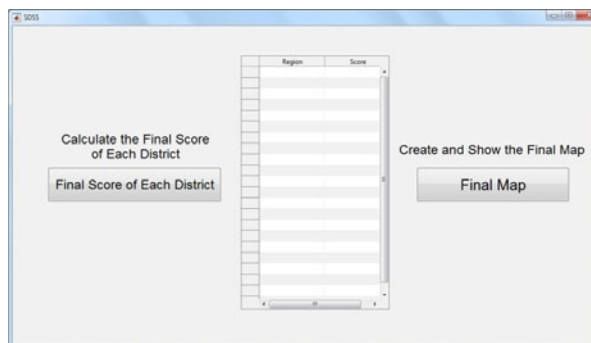 SDSS
Region Score
Calculate the Final Score
of Each District
Final Score of Each District
Create and Show the Final Map
Final Map